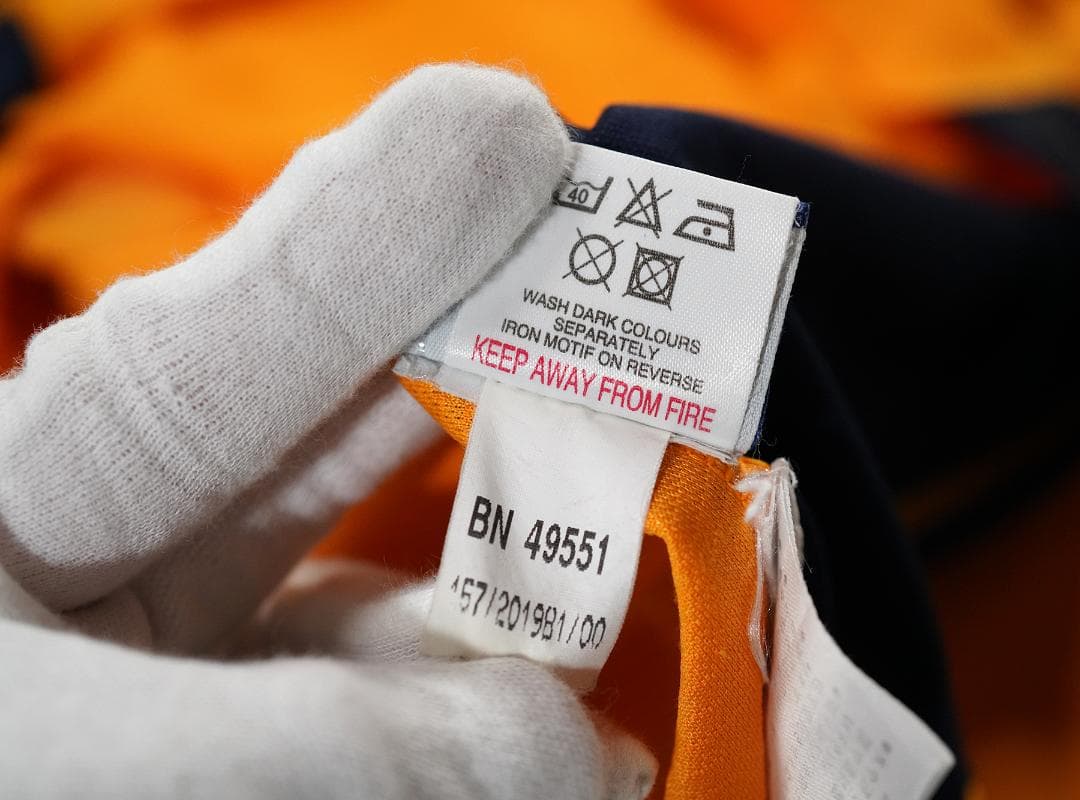 40
WASH DARK COLOURS
SEPARATELY
IRON MOTIF ON REVERSE
KEEP AWAY FROM FIRE
BN 49551
157/201981/00